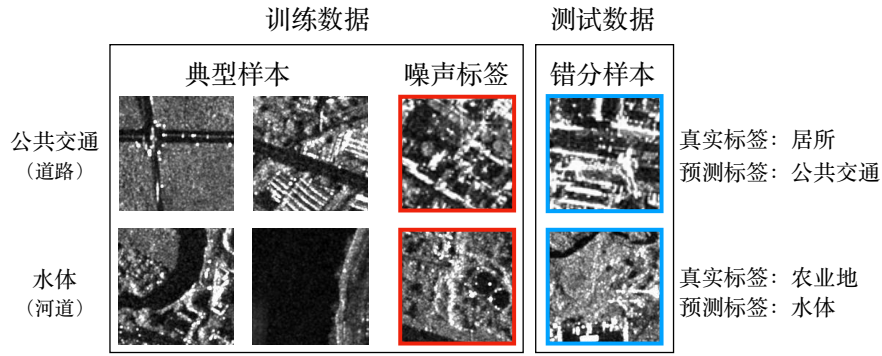 训练数据
测试数据
典型样本
噪声标签
错分样本
公共交通
（道路）
真实标签：居所
预测标签：公共交通
水体
（河道）
真实标签：农业地
预测标签：水体